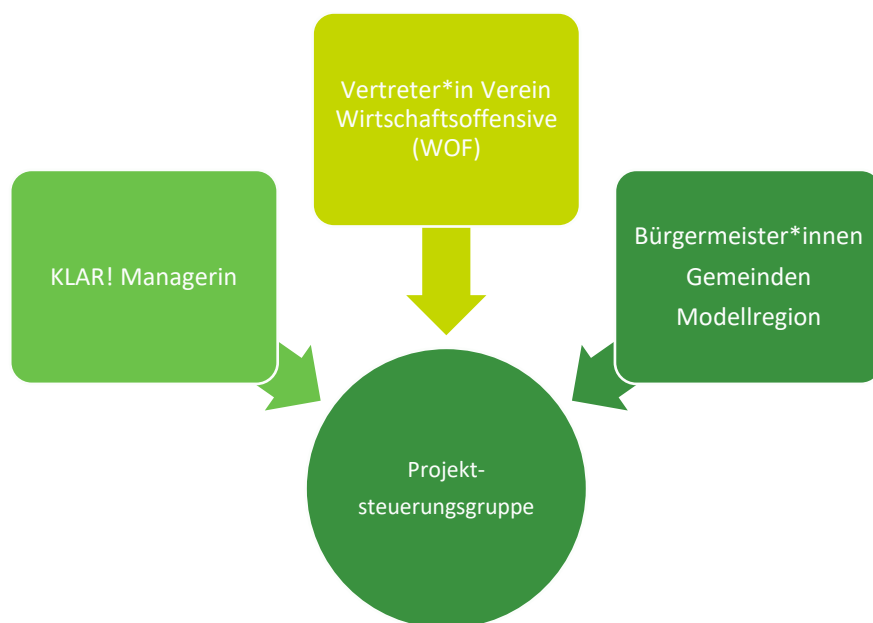 Vertreter*in Verein
Wirtschaftsoffensive
(WOF)
KLAR! Managerin
Bürgermeister*innen
Gemeinden
Modellregion
Projekt-
steuerungsgruppe